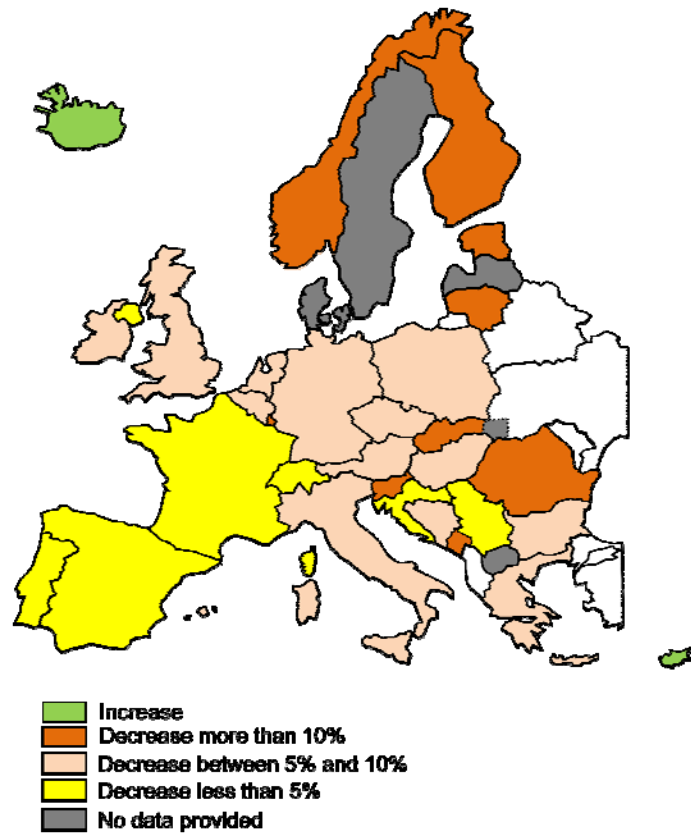 Increase
Decrease more than 10%
Decrease between 5% and 10%
Decrease less than 5%
No data provided